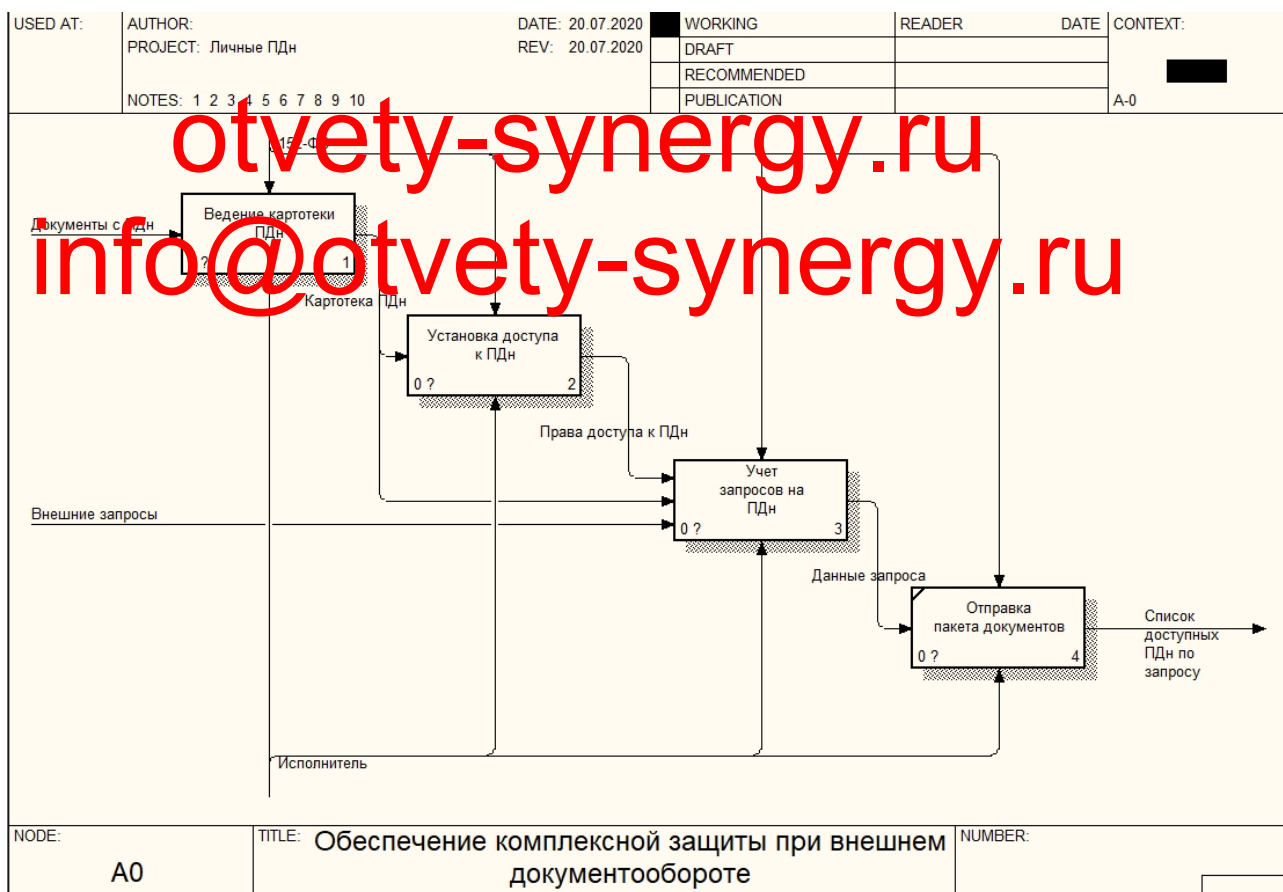 USED AT:
AUTHOR:
DATE: 20.07.2020
WORKING
READER
DATE
CONTEXT:
PROJECT: Личные ПДн
REV: 20.07.2020
DRAFT
RECOMMENDED
NOTES: 1 2 3 4 5 6 7 8 9 10
PUBLICATION
A-0
otvety-synergy.ru
info@otvety-synergy.ru
Документы с ПДн
Ведение картотеки
ПДн
? 1
Картотека ПДн
Установка доступа
к ПДн
0 ? 2
Права доступа к ПДн
Учет
запросов на
ПДн
0 ? 3
Внешние запросы
Данные запроса
Отправка
пакета документов
0 ? 4
Список
доступных
ПДн по
запросу
Исполнитель
NODE:
A0
TITLE: Обеспечение комплексной защиты при внешнем
документообороте
NUMBER: